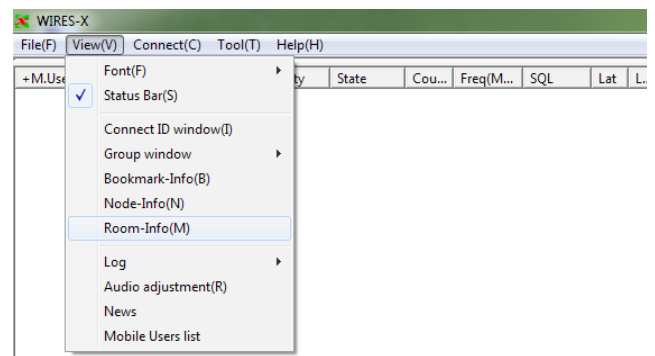 WIRES-X
File(F) View(V) Connect(C) Tool(T) Help(H)
+M.Use ty State Cou... Freq(M... SQL Lat L..
Font(F)
Status Bar(S)
Connect ID window(I)
Group window
Bookmark-Info(B)
Node-Info(N)
Room-Info(M)
Log
Audio adjustment(R)
News
Mobile Users list